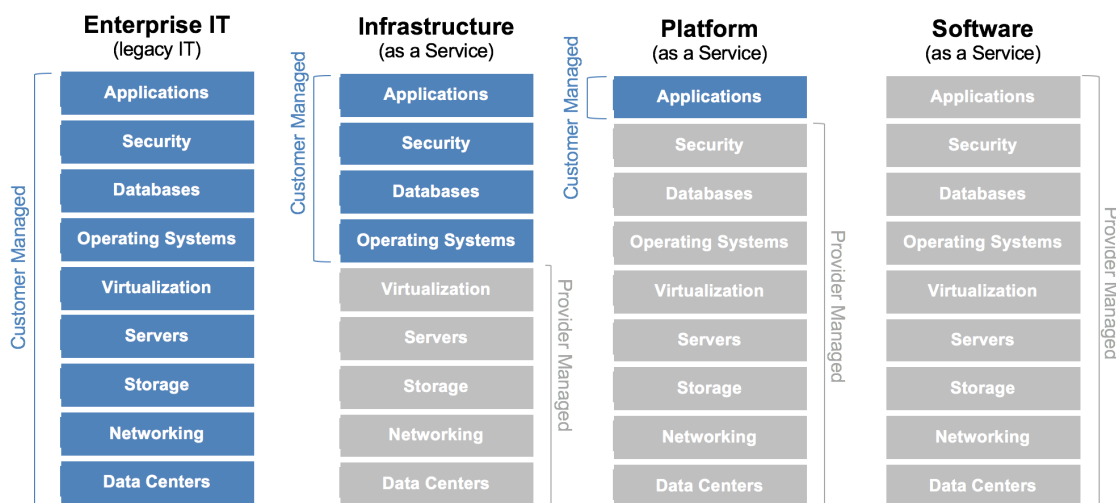 Enterprise IT
(legacy IT)
Customer Managed
Applications
Security
Databases
Operating Systems
Virtualization
Servers
Storage
Networking
Data Centers
Infrastructure
(as a Service)
Customer Managed
Applications
Security
Databases
Operating Systems
Virtualization
Servers
Storage
Networking
Data Centers
Provider Managed
Platform
(as a Service)
Customer Managed
Applications
Security
Databases
Operating Systems
Virtualization
Servers
Storage
Networking
Data Centers
Provider Managed
Software
(as a Service)
Applications
Security
Databases
Operating Systems
Virtualization
Servers
Storage
Networking
Data Centers
Provider Managed